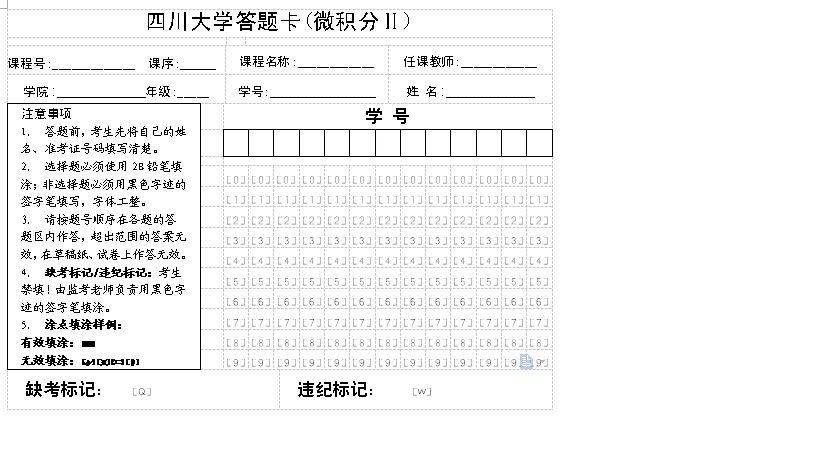 四川大学答题卡(微积分Ⅱ)
课程号:____________ 课序:_____ 课程名称:___________ 任课教师:___________
学院:_____________年级:_____ 学号:_______________ 姓 名:_____________
注意事项
1. 答题前,考生先将自己的姓
名、准考证号码填写清楚。
2. 选择题必须使用2B铅笔填
涂;非选择题必须用黑色字迹的
签字笔填写,字体工整。
3. 请按题号顺序在各题的答
题区内作答,超出范围的答案无
效,在草稿纸、试卷上作答无效。
4. 缺考标记/违纪标记:考生
禁填!由监考老师负责用黑色字
迹的签字笔填涂。
5. 涂点填涂样例:
有效填涂:
无效填涂:
学 号
[0] [0] [0] [0] [0] [0] [0] [0] [0] [0] [0] [0] [0]
[1] [1] [1] [1] [1] [1] [1] [1] [1] [1] [1] [1] [1]
[2] [2] [2] [2] [2] [2] [2] [2] [2] [2] [2] [2] [2]
[3] [3] [3] [3] [3] [3] [3] [3] [3] [3] [3] [3] [3]
[4] [4] [4] [4] [4] [4] [4] [4] [4] [4] [4] [4] [4]
[5] [5] [5] [5] [5] [5] [5] [5] [5] [5] [5] [5] [5]
[6] [6] [6] [6] [6] [6] [6] [6] [6] [6] [6] [6] [6]
[7] [7] [7] [7] [7] [7] [7] [7] [7] [7] [7] [7] [7]
[8] [8] [8] [8] [8] [8] [8] [8] [8] [8] [8] [8] [8]
[9] [9] [9] [9] [9] [9] [9] [9] [9] [9] [9] [9] 9
缺考标记: [Q] 违纪标记: [W]